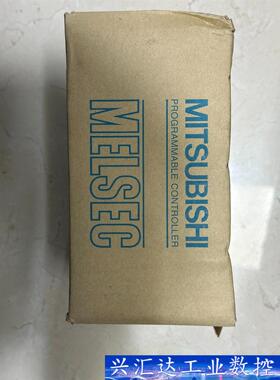 MITSUBISHI
PROGRAMMABLE CONTROLLER
MELSEC
兴汇达工业数控